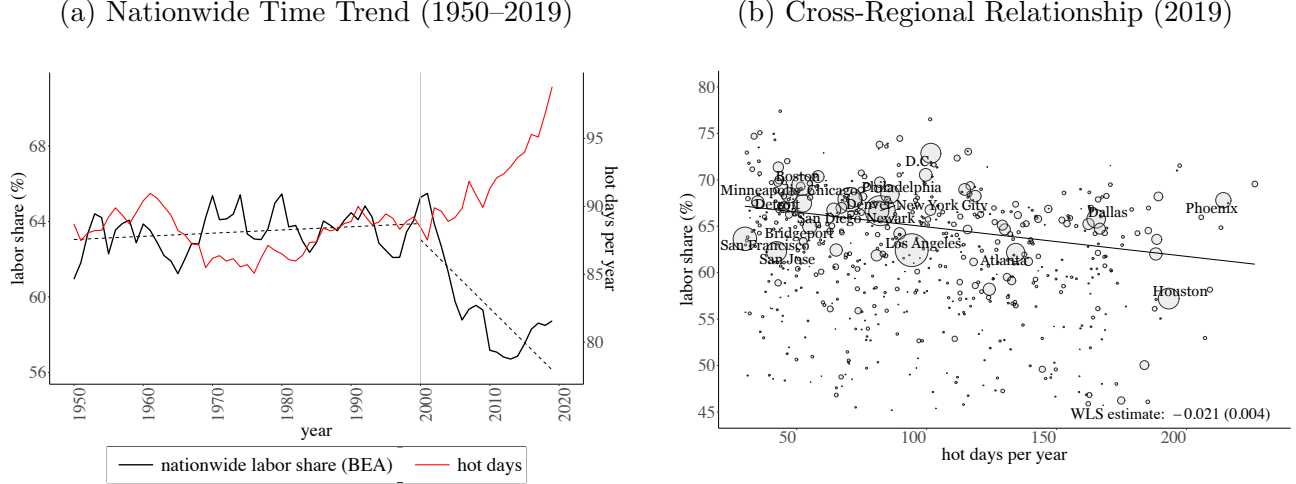 (a) Nationwide Time Trend (1950–2019)
labor share (%)
68
64
60
56
95
90
85
80
hot days per year
1950
1960
1970
1980
1990
2000
2010
2020
year
nationwide labor share (BEA)
hot days
(b) Cross-Regional Relationship (2019)
labor share (%)
80
75
70
65
60
55
50
45
D.C.
Boston
Minneapolis
Chicago
Philadelphia
Detroit
Denver
New York City
San Diego
Newark
Dallas
Phoenix
Bridgeport
San Francisco
Los Angeles
San Jose
Atlanta
Houston
WLS estimate: −0.021 (0.004)
50
100
150
200
hot days per year